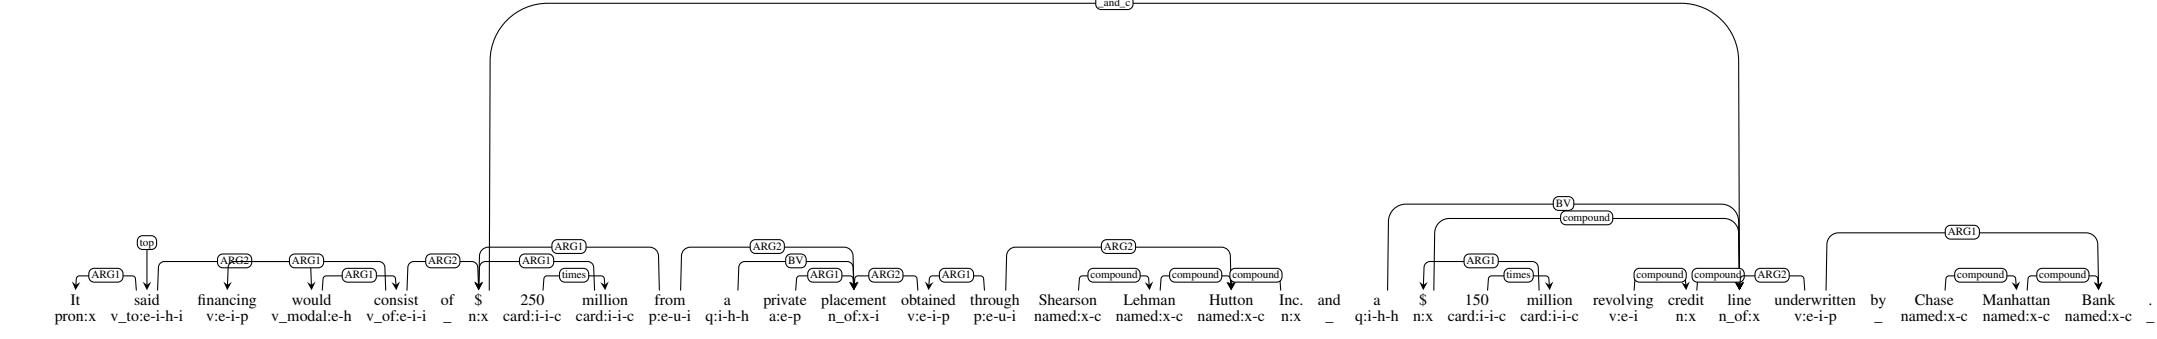 _and_c
BV
compound
top
ARG1 ARG2 ARG1 ARG2
ARG2 ARG1 ARG2 ARG1 BV ARG1
ARG1 ARG1 times ARG1 ARG2 ARG1 compound compound compound times compound compound ARG2 compound compound
It said financing would consist of $ 250 million from a private placement obtained through Shearson Lehman Hutton Inc. and a $ 150 million revolving credit line underwritten by Chase Manhattan Bank .
pron:x v_to:e-i-h-i v:e-i-p v_modal:e-h v_of:e-i-i _ n:x card:i-i-c card:i-i-c p:e-u-i q:i-h-h a:e-p n_of:x-i v:e-i-p p:e-u-i named:x-c named:x-c named:x-c n:x _ q:i-h-h n:x card:i-i-c card:i-i-c v:e-i n:x n_of:x v:e-i-p _ named:x-c named:x-c named:x-c _